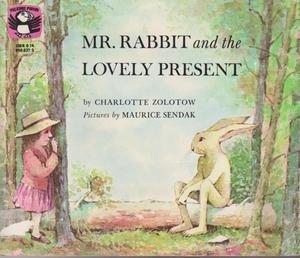 MR. RABBIT and the
LOVELY PRESENT
by CHARLOTTE ZOLOTOW
Pictures by MAURICE SENDAK